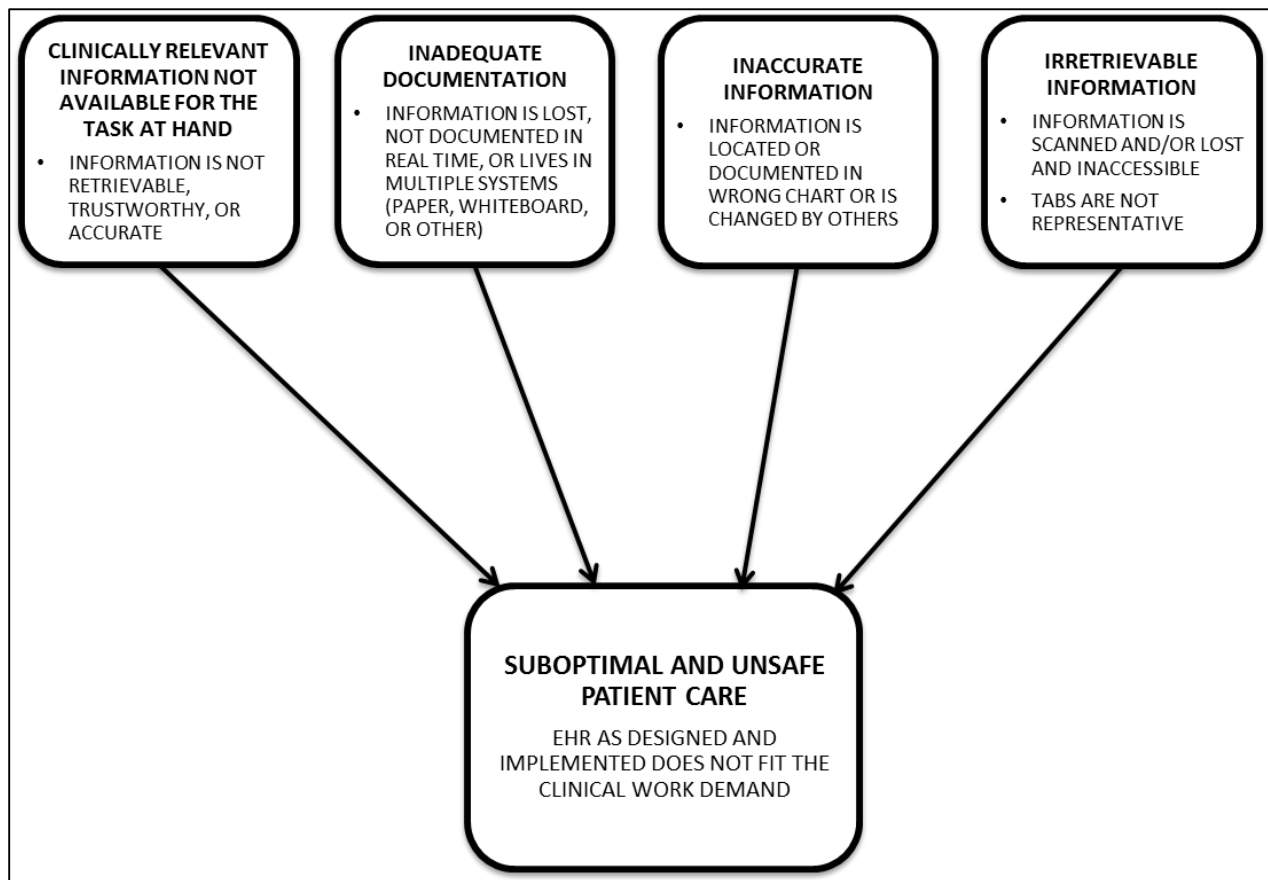 CLINICALLY RELEVANT
INFORMATION NOT
AVAILABLE FOR THE
TASK AT HAND
• INFORMATION IS NOT
RETRIEVABLE,
TRUSTWORTHY, OR
ACCURATE
INADEQUATE
DOCUMENTATION
• INFORMATION IS LOST,
NOT DOCUMENTED IN
REAL TIME, OR LIVES IN
MULTIPLE SYSTEMS
(PAPER, WHITEBOARD,
OR OTHER)
INACCURATE
INFORMATION
• INFORMATION IS
LOCATED OR
DOCUMENTED IN
WRONG CHART OR IS
CHANGED BY OTHERS
IRRETRIEVABLE
INFORMATION
• INFORMATION IS
SCANNED AND/OR LOST
AND INACCESSIBLE
• TABS ARE NOT
REPRESENTATIVE
SUBOPTIMAL AND UNSAFE
PATIENT CARE
EHR AS DESIGNED AND
IMPLEMENTED DOES NOT FIT THE
CLINICAL WORK DEMAND